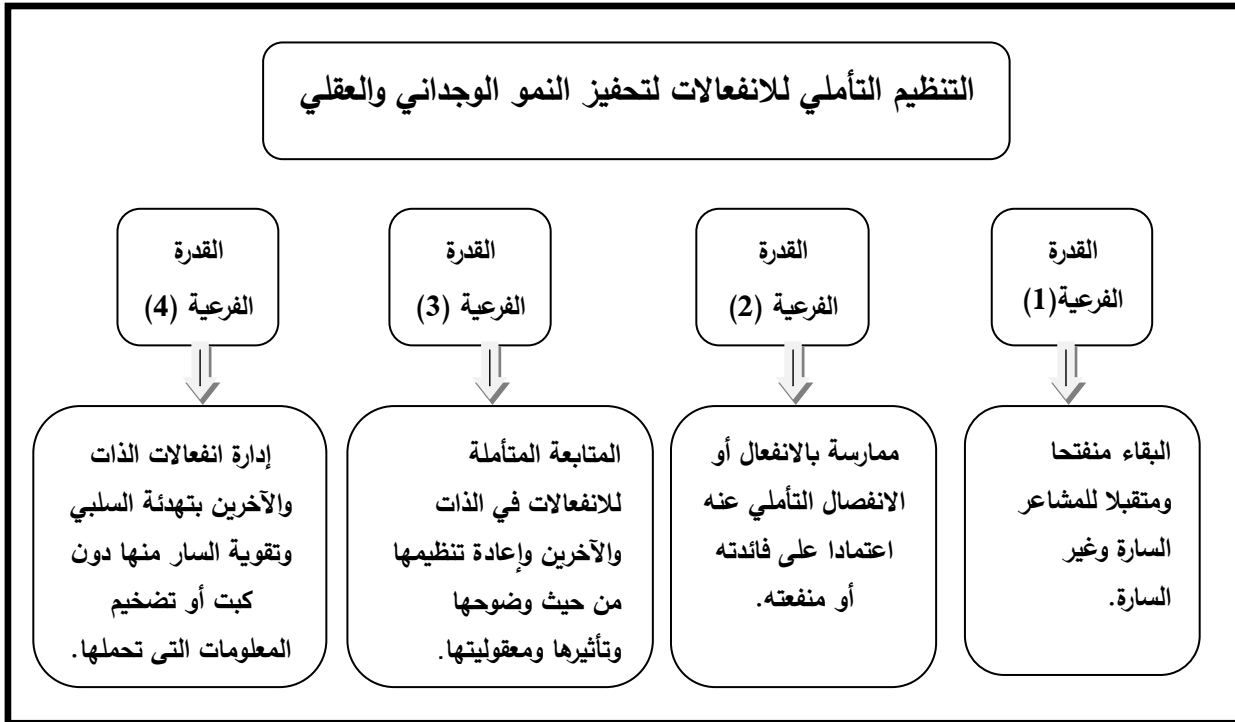 التنظيم التأملي للانفعالات لتحفيز النمو الوجداني والعقلي
القدرة
الفرعية(1)
القدرة
الفرعية (2)
القدرة
الفرعية (3)
القدرة
الفرعية (4)
البقاء منفتحا
ومتقبلا للمشاعر
السارة وغير
السارة.
ممارسة بالانفعال أو
الانفصال التأملي عنه
اعتمادا على فائدته
أو منفعته.
المتابعة المتأملة
للانفعالات في الذات
والآخرين وإعادة تنظيمها
من حيث وضوحها
وتأثيرها ومعقوليتها.
إدارة انفعالات الذات
والآخرين بتهدئة السلبي
وتقوية السار منها دون
كبت أو تضخيم
المعلومات التى تحملها.